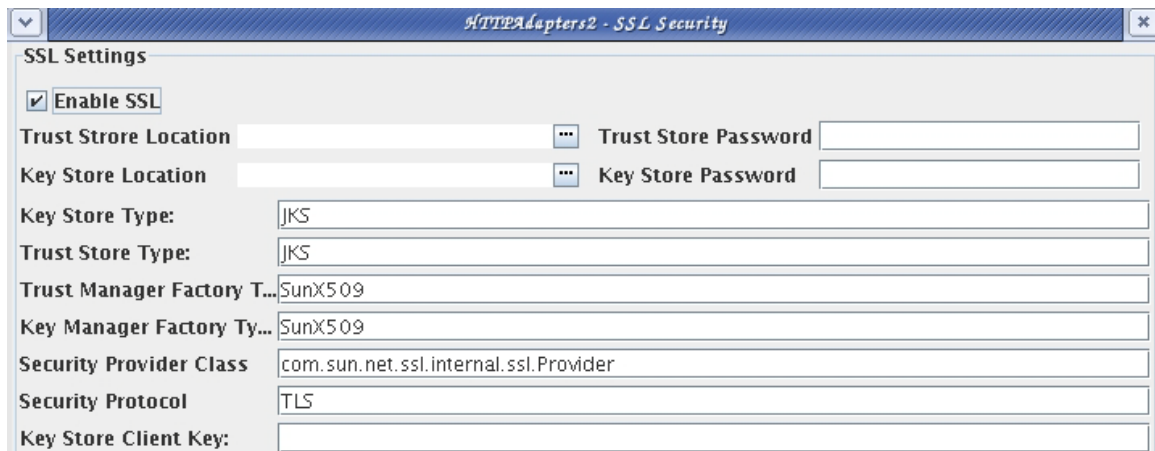 HTTPAdapters2 - SSL Security
SSL Settings
Enable SSL
Trust Strore Location ... Trust Store Password
Key Store Location ... Key Store Password
Key Store Type: JKS
Trust Store Type: JKS
Trust Manager Factory T... SunX509
Key Manager Factory Ty... SunX509
Security Provider Class com.sun.net.ssl.internal.ssl.Provider
Security Protocol TLS
Key Store Client Key: